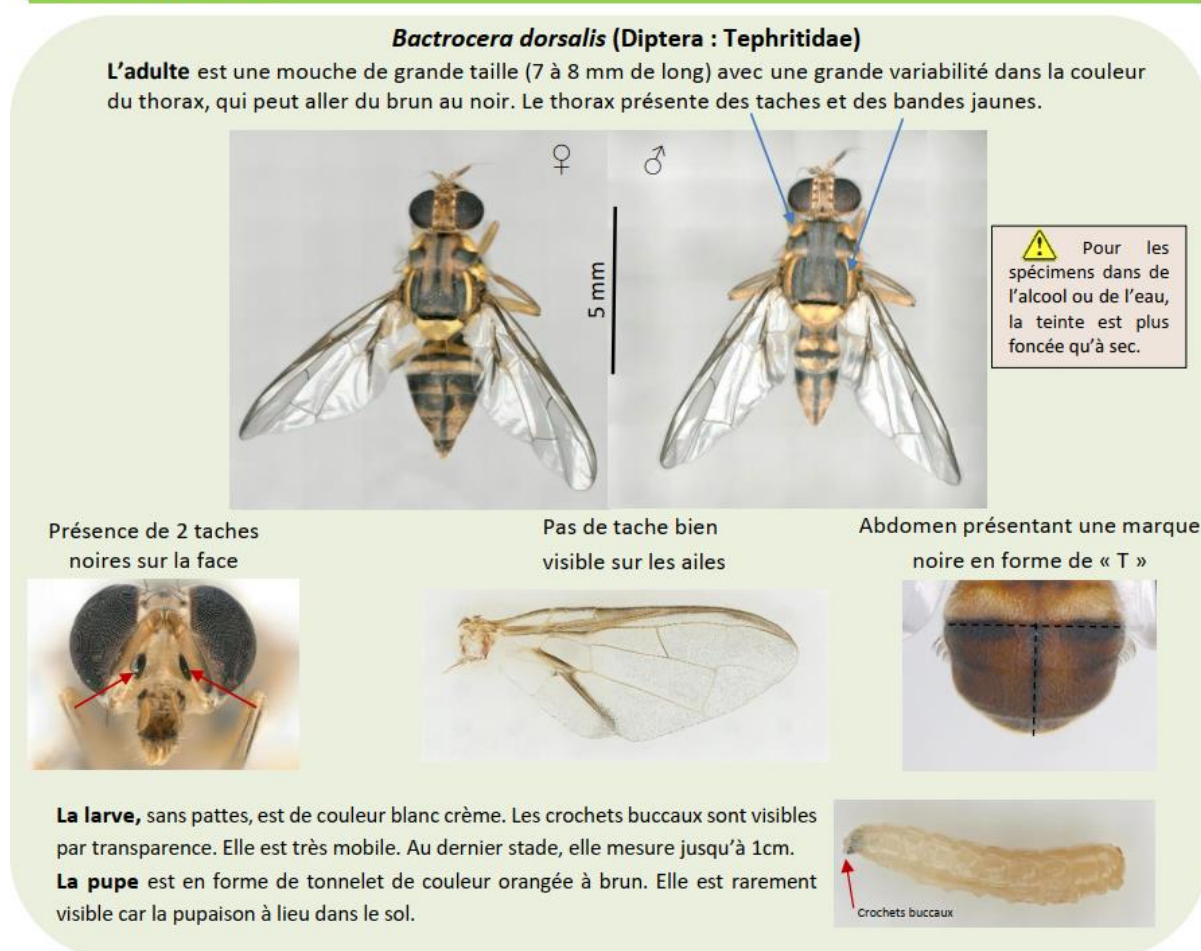 Bactrocera dorsalis (Diptera : Tephritidae)
L'adulte est une mouche de grande taille (7 à 8 mm de long) avec une grande variabilité dans la couleur
du thorax, qui peut aller du brun au noir. Le thorax présente des taches et des bandes jaunes.
♀
♂
5 mm
Pour les
spécimens dans de
l'alcool ou de l'eau,
la teinte est plus
foncée qu'à sec.
Présence de 2 taches
noires sur la face
Pas de tache bien
visible sur les ailes
Abdomen présentant une marque
noire en forme de « T »
La larve, sans pattes, est de couleur blanc crème. Les crochets buccaux sont visibles
par transparence. Elle est très mobile. Au dernier stade, elle mesure jusqu'à 1cm.
La pupe est en forme de tonnelet de couleur orangée à brun. Elle est rarement
visible car la pupaison à lieu dans le sol.
Crochets buccaux